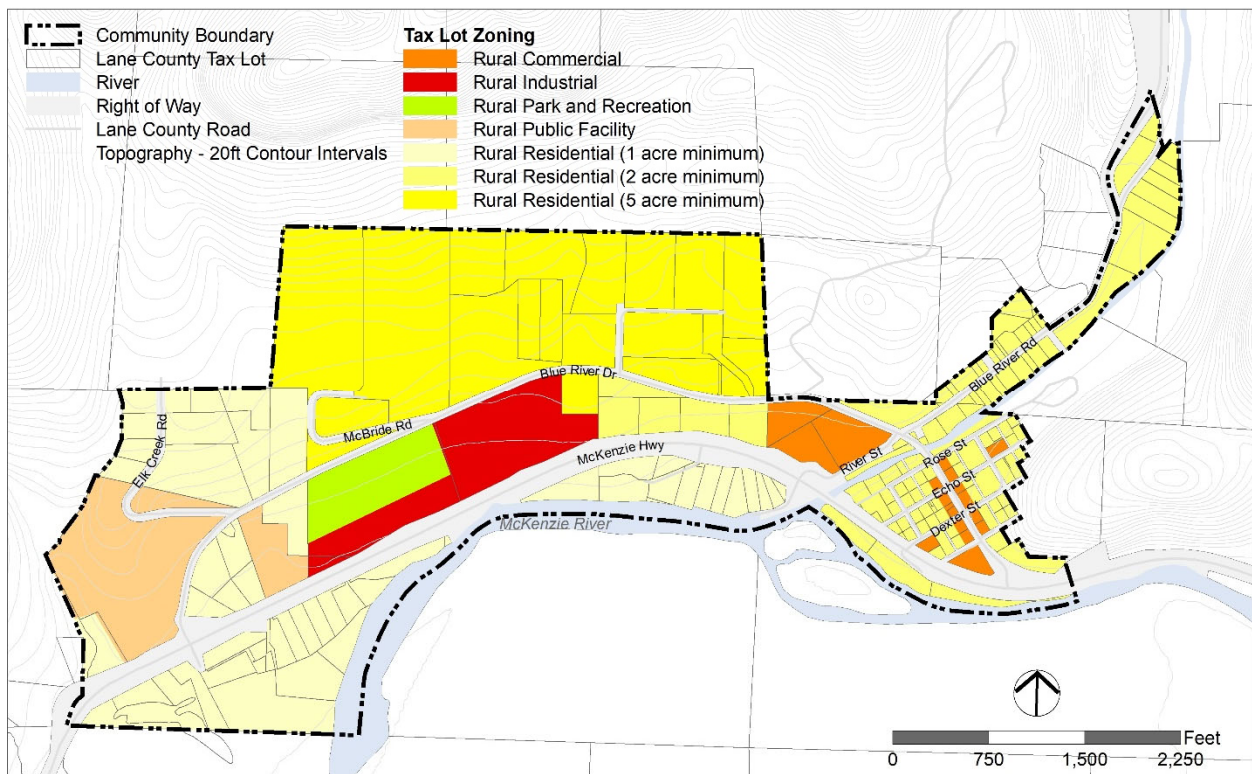 Community Boundary
Lane County Tax Lot
River
Right of Way
Lane County Road
Topography - 20ft Contour Intervals
Tax Lot Zoning
Rural Commercial
Rural Industrial
Rural Park and Recreation
Rural Public Facility
Rural Residential (1 acre minimum)
Rural Residential (2 acre minimum)
Rural Residential (5 acre minimum)
Blue River Rd
Blue River Dr
McBride Rd
McKenzie Hwy
Elk Creek Rd
River St
Rose St
Echo St
Dexter St
McKenzie River
Feet
0 750 1,500 2,250